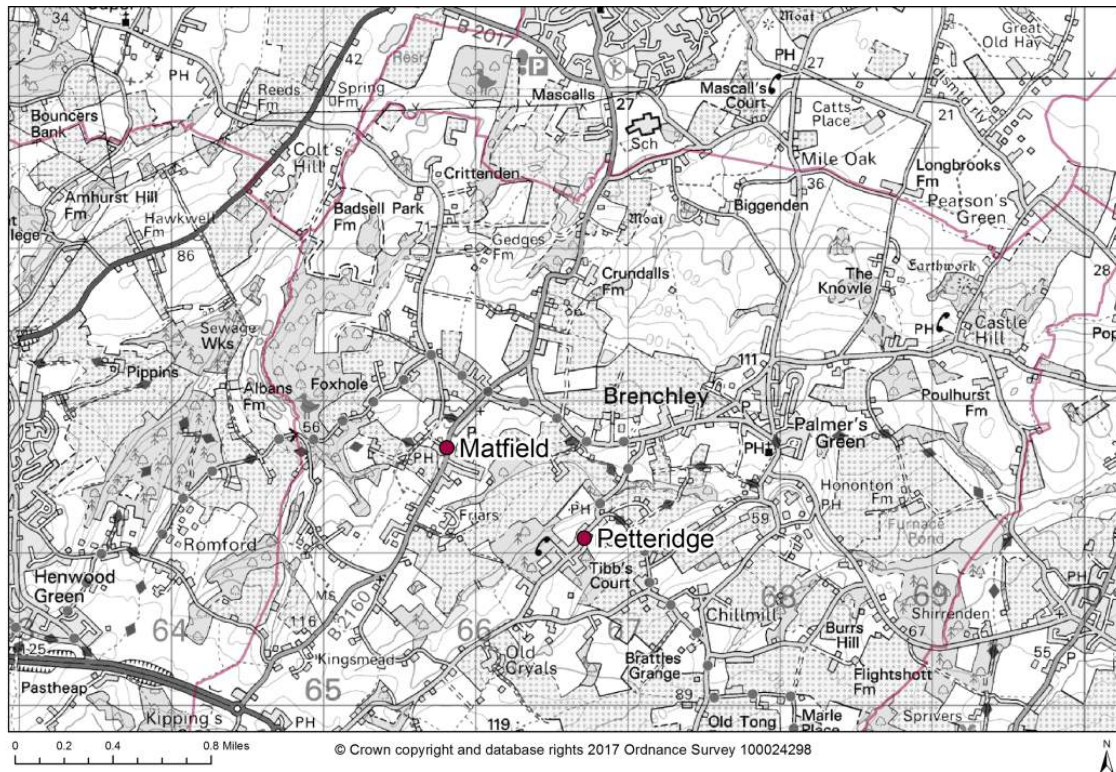 B 2017
Moat
Great
Old Hay
PH
42
Resr
P
27
PH
Reeds
Fm
Spring
Fm
Mascalls
27
Mascall's
Court
Catts
Place
21
Bouncers
Bank
Sch
Colt's
Hill
Mile Oak
Longbrooks
Fm
Crittenden
36
Amhurst Hill
Fm
Badsell Park
Fm
Biggenden
Pearson's
Green
Hawkwell
Fm
71
Moat
Gedges
Fm
86
Crundalls
Fm
The
Knowle
Earthwork
28
Sewage
Wks
PH
Castle
Hill
Pippins
111
Albans
Fm
Foxhole
Brenchley
P
Poulhurst
Fm
56
P
Palmer's
Green
PH
Matfield
PH
Hononton
Fm
Friars
PH
59
PH
Furnace
Pond
Romford
Petteridge
Tibb's
Court
Henwood
Green
MS
PH
Chillmill
68
69
Shirrenden
64
116
B 2160
66
67
67
Burrs
Hill
125
Kingsmead
Old
Cryals
Brattles
Grange
55
P
Pastheap
65
Flightshott
Fm
89
Kipping's
PH
119
Old Tong
Marle
Place
Sprivers
0 0.2 0.4 0.8 Miles
© Crown copyright and database rights 2017 Ordnance Survey 100024298
N